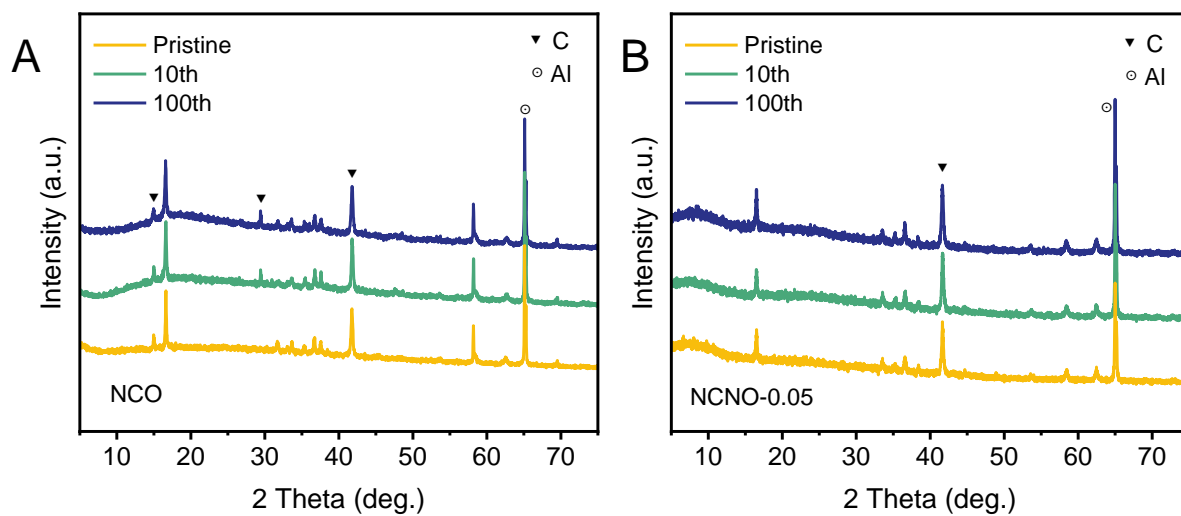 A
Pristine
10th
100th
▼ C
⊙ Al
▼
▼
▼
⊙
NCO
Intensity (a.u.)
10 20 30 40 50 60 70
2 Theta (deg.)
B
Pristine
10th
100th
▼ C
⊙ Al
▼
⊙
NCNO-0.05
Intensity (a.u.)
10 20 30 40 50 60 70
2 Theta (deg.)